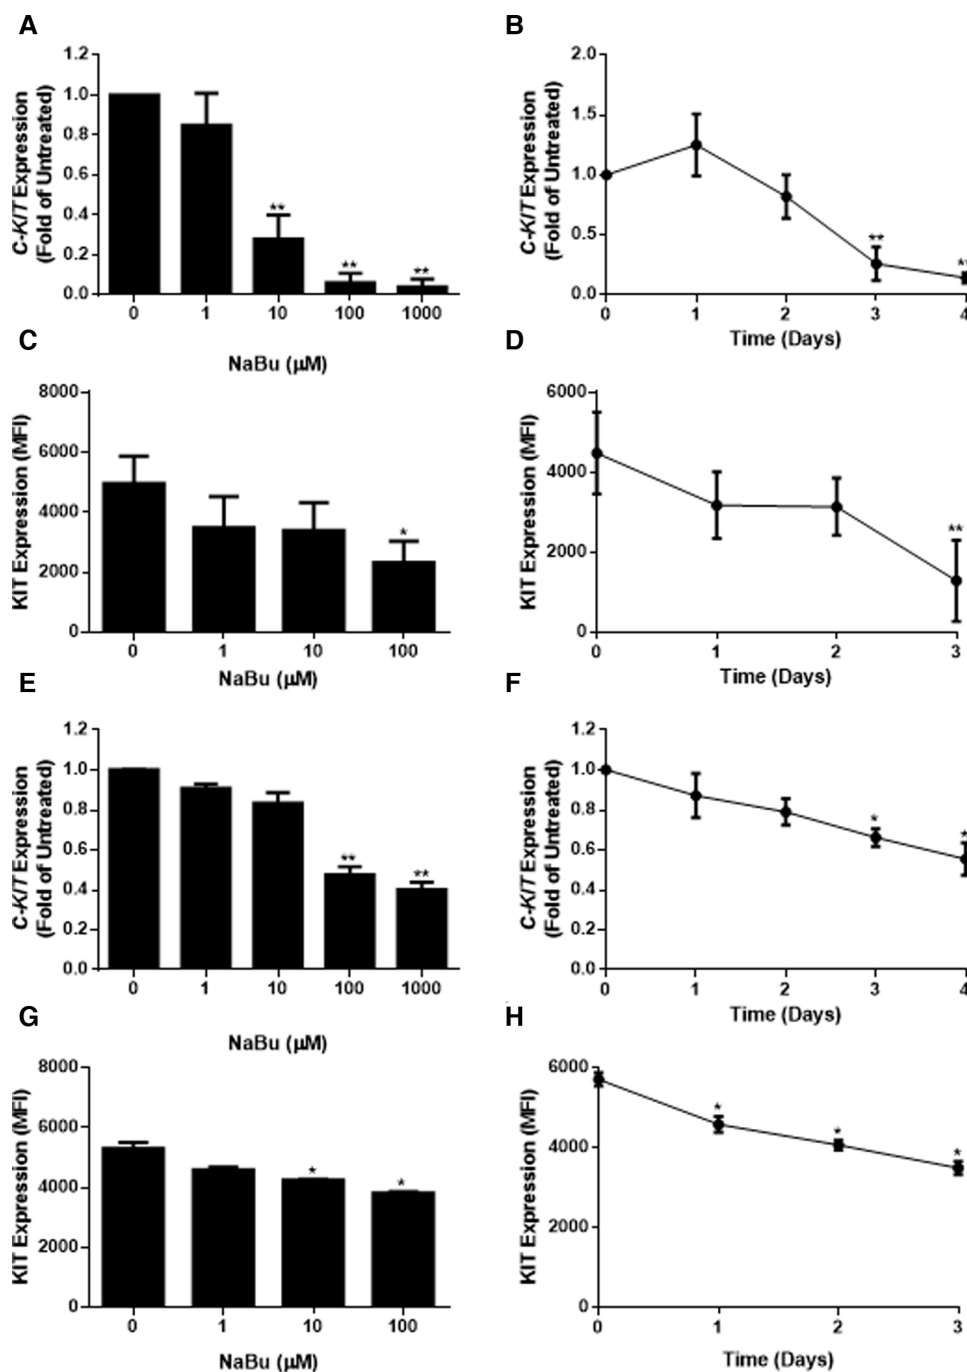 A
C-KIT Expression
(Fold of Untreated)
1.2
1.0
0.8
0.6
0.4
0.2
0.0
**
**
**
0 1 10 100 1000
NaBu (µM)
B
C-KIT Expression
(Fold of Untreated)
2.0
1.5
1.0
0.5
0.0
**
**
0 1 2 3 4
Time (Days)
C
KIT Expression (MFI)
8000
6000
4000
2000
0
*
0 1 10 100
NaBu (µM)
D
KIT Expression (MFI)
6000
4000
2000
0
**
0 1 2 3
Time (Days)
E
C-KIT Expression
(Fold of Untreated)
1.2
1.0
0.8
0.6
0.4
0.2
0.0
**
**
0 1 10 100 1000
NaBu (µM)
F
C-KIT Expression
(Fold of Untreated)
1.2
1.0
0.8
0.6
0.4
0.2
0.0
*
*
0 1 2 3 4
Time (Days)
G
KIT Expression (MFI)
8000
6000
4000
2000
0
*
*
0 1 10 100
NaBu (µM)
H
KIT Expression (MFI)
6000
4000
2000
0
*
*
*
0 1 2 3
Time (Days)